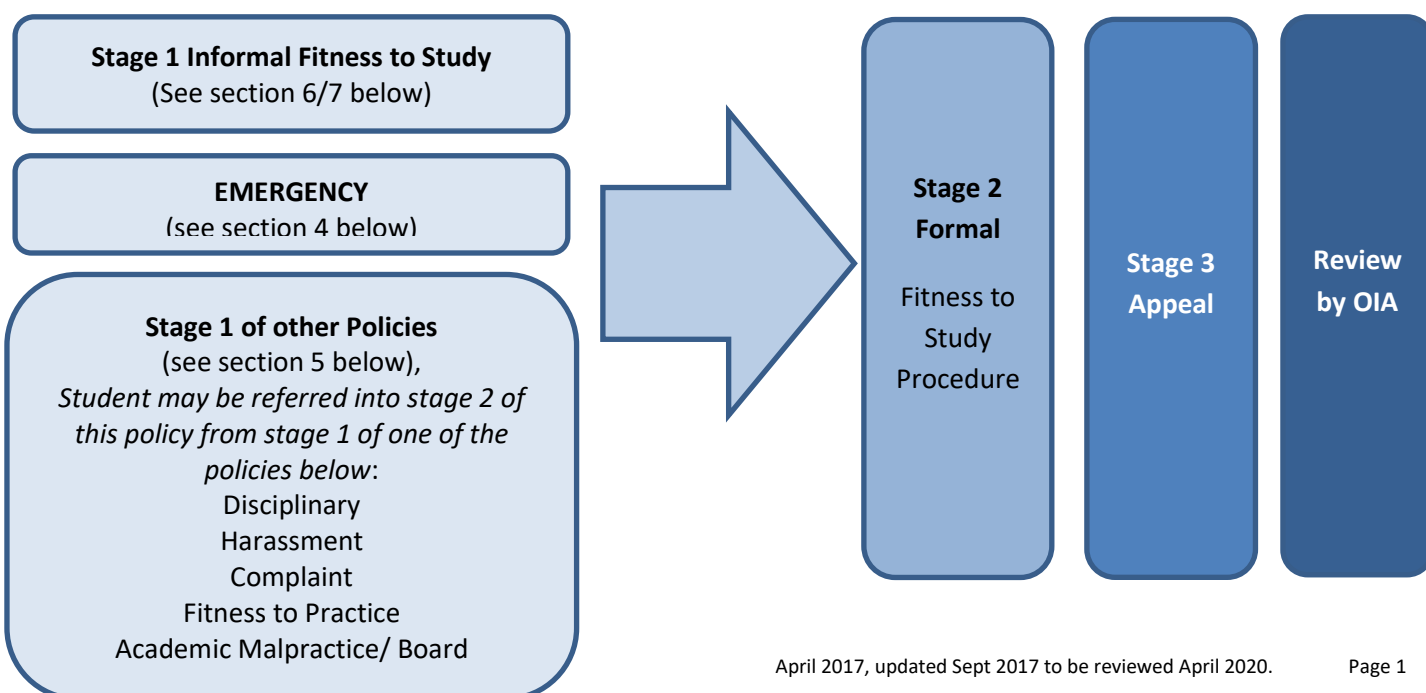 Stage 1 Informal Fitness to Study
(See section 6/7 below)
EMERGENCY
(see section 4 below)
Stage 1 of other Policies
(see section 5 below),
Student may be referred into stage 2 of
this policy from stage 1 of one of the
policies below:
Disciplinary
Harassment
Complaint
Fitness to Practice
Academic Malpractice/ Board
Stage 2
Formal
Fitness to
Study
Procedure
Stage 3
Appeal
Review
by OIA
April 2017, updated Sept 2017 to be reviewed April 2020. Page 1